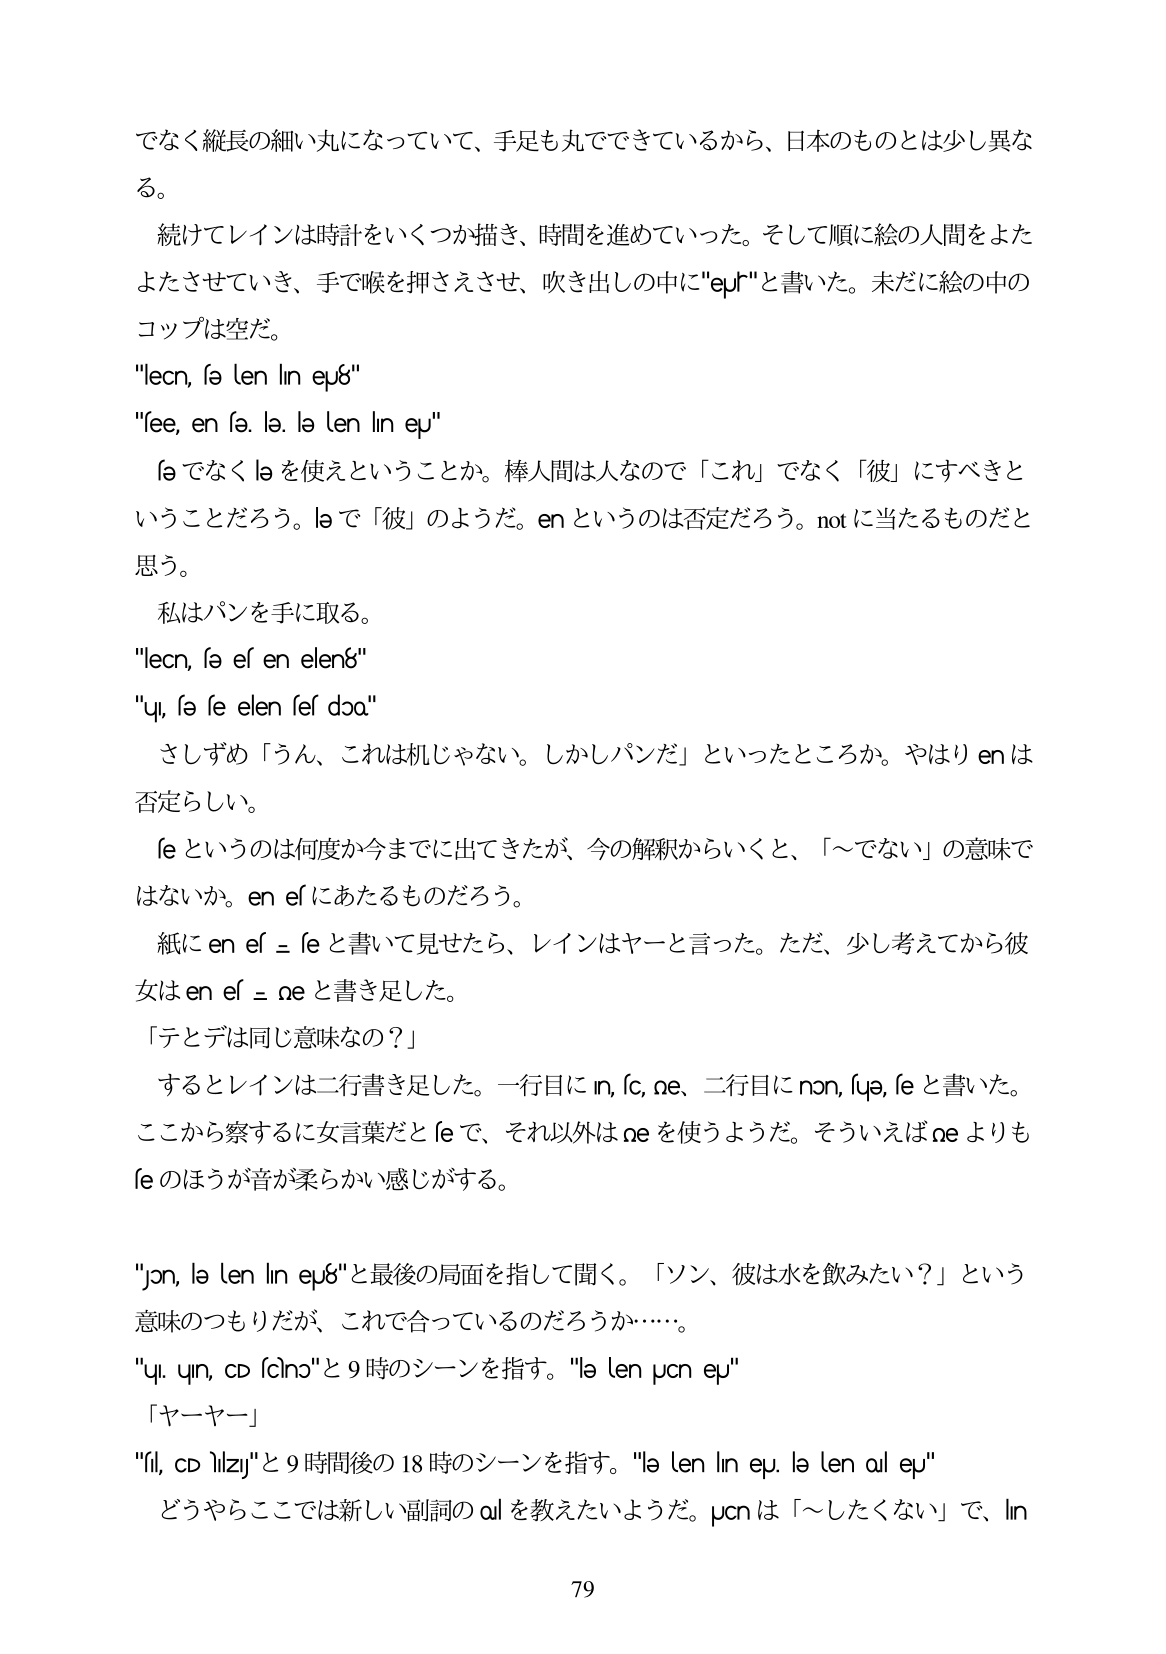 でなく縦長の細い丸になっていて、手足も丸でできているから、日本のものとは少し異な
る。
続けてレインは時計をいくつか描き、時間を進めていった。そして順に絵の人間をよた
よたさせていき、手で喉を押さえさせ、吹き出しの中に"eµh"と書いた。未だに絵の中の
コップは空だ。
"lecn, ſə len lın eµ8"
"ſee, en ſə. lə. lə len lın eµ"
ſə でなく lə を使えということか。棒人間は人なので「これ」でなく「彼」にすべきと
いうことだろう。lə で「彼」のようだ。en というのは否定だろう。not に当たるものだと
思う。
私はパンを手に取る。
"lecn, ſə eſ en elen8"
"ɥı, ſə ſe elen ſeſ dɔɑ"
さしずめ「うん、これは机じゃない。しかしパンだ」といったところか。やはり en は
否定らしい。
ſe というのは何度か今までに出てきたが、今の解釈からいくと、「～でない」の意味で
はないか。en eſ にあたるものだろう。
紙に en eſ = ſe と書いて見せたら、レインはヤーと言った。ただ、少し考えてから彼
女は en eſ = ɷe と書き足した。
「テとデは同じ意味なの？」
するとレインは二行書き足した。一行目に ın, ſc, ɷe、二行目に nɔn, ſɥə, ſe と書いた。
ここから察するに女言葉だと ſe で、それ以外は ɷe を使うようだ。そういえば ɷe よりも
ſe のほうが音が柔らかい感じがする。
"ȷɔn, lə len lın eµ8"と最後の局面を指して聞く。「ソン、彼は水を飲みたい？」という
意味のつもりだが、これで合っているのだろうか……。
"ɥı. ɥın, cɒ ſc˥nɔ"と 9 時のシーンを指す。"lə len µcn eµ"
「ヤーヤー」
"ſıl, cɒ ˥ılzıȷ"と 9 時間後の 18 時のシーンを指す。"lə len lın eµ. lə len ɑıl eµ"
どうやらここでは新しい副詞の ɑıl を教えたいようだ。µcn は「～したくない」で、lın
79